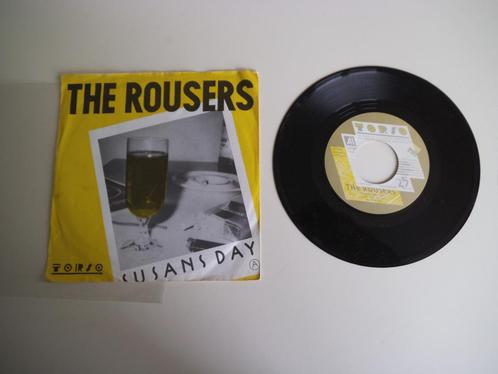 THE ROUSERS
SUSANS DAY
A
TORSO
TORSO
THE ROUSERS